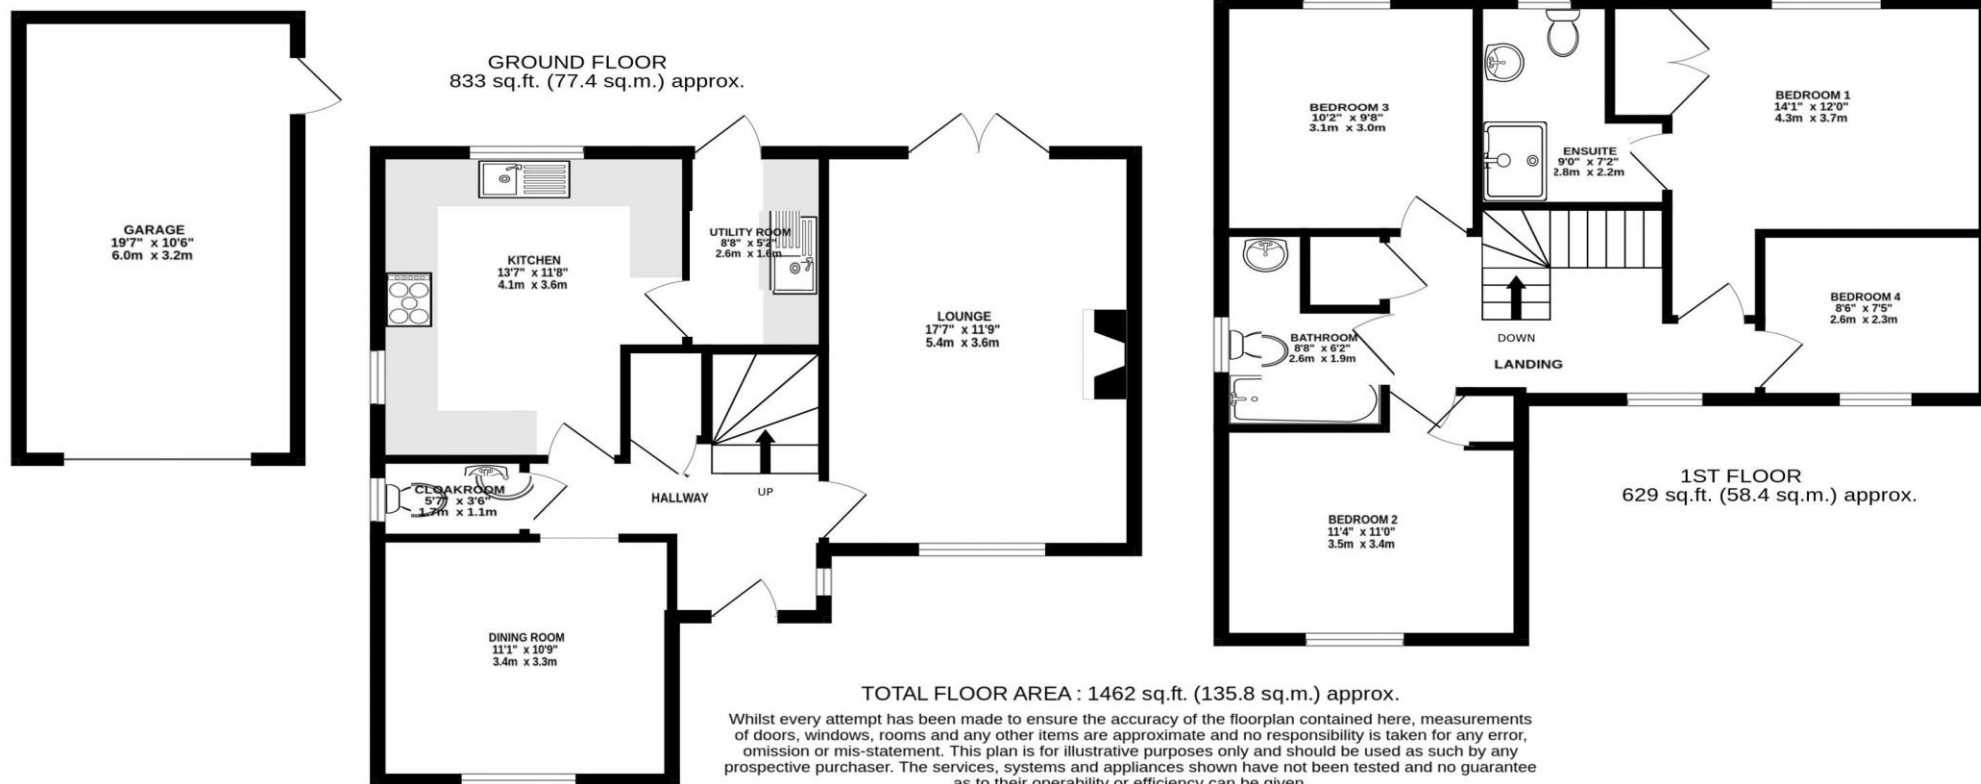 GROUND FLOOR
833 sq.ft. (77.4 sq.m.) approx.
GARAGE
19'7" x 10'6"
6.0m x 3.2m
KITCHEN
13'7" x 11'8"
4.1m x 3.6m
UTILITY ROOM
8'8" x 5'2"
2.6m x 1.6m
LOUNGE
17'7" x 11'9"
5.4m x 3.6m
CLOAKROOM
5'7" x 3'6"
1.7m x 1.1m
HALLWAY
UP
DINING ROOM
11'1" x 10'9"
3.4m x 3.3m
BEDROOM 3
10'2" x 9'8"
3.1m x 3.0m
ENSUITE
9'0" x 7'2"
2.8m x 2.2m
BEDROOM 1
14'1" x 12'0"
4.3m x 3.7m
BATHROOM
8'8" x 6'2"
2.6m x 1.9m
DOWN
LANDING
BEDROOM 4
8'6" x 7'5"
2.6m x 2.3m
BEDROOM 2
11'4" x 11'0"
3.5m x 3.4m
1ST FLOOR
629 sq.ft. (58.4 sq.m.) approx.
TOTAL FLOOR AREA : 1462 sq.ft. (135.8 sq.m.) approx.
Whilst every attempt has been made to ensure the accuracy of the floorplan contained here, measurements
of doors, windows, rooms and any other items are approximate and no responsibility is taken for any error,
omission or mis-statement. This plan is for illustrative purposes only and should be used as such by any
prospective purchaser. The services, systems and appliances shown have not been tested and no guarantee
as to their operability or efficiency can be given